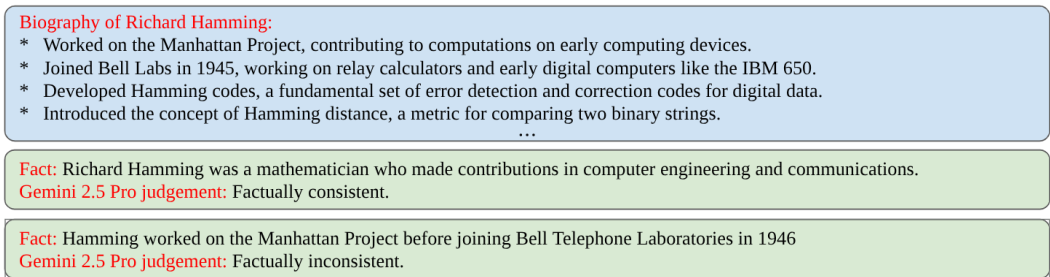 Biography of Richard Hamming:
* Worked on the Manhattan Project, contributing to computations on early computing devices.
* Joined Bell Labs in 1945, working on relay calculators and early digital computers like the IBM 650.
* Developed Hamming codes, a fundamental set of error detection and correction codes for digital data.
* Introduced the concept of Hamming distance, a metric for comparing two binary strings.
...
Fact: Richard Hamming was a mathematician who made contributions in computer engineering and communications.
Gemini 2.5 Pro judgement: Factually consistent.
Fact: Hamming worked on the Manhattan Project before joining Bell Telephone Laboratories in 1946
Gemini 2.5 Pro judgement: Factually inconsistent.